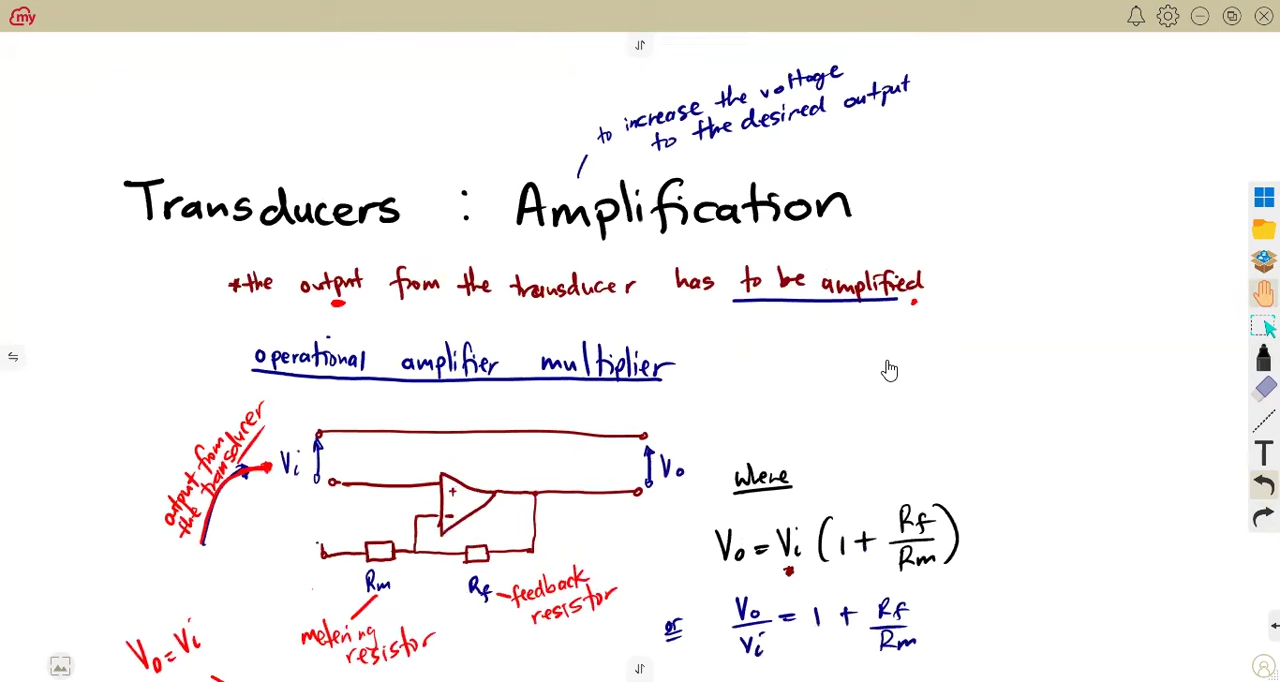 my
to increase the voltage
to the desired output
Transducers : Amplification
*the output from the transducer has to be amplified.
operational amplifier multiplier
output from
the transducer
Vi
Vo
+
-
where
Vo = Vi (1 + Rf/Rm)
Rm
Rf
feedback
resistor
metering
resistor
or
Vo/Vi = 1 + Rf/Rm
Vo = Vi
T